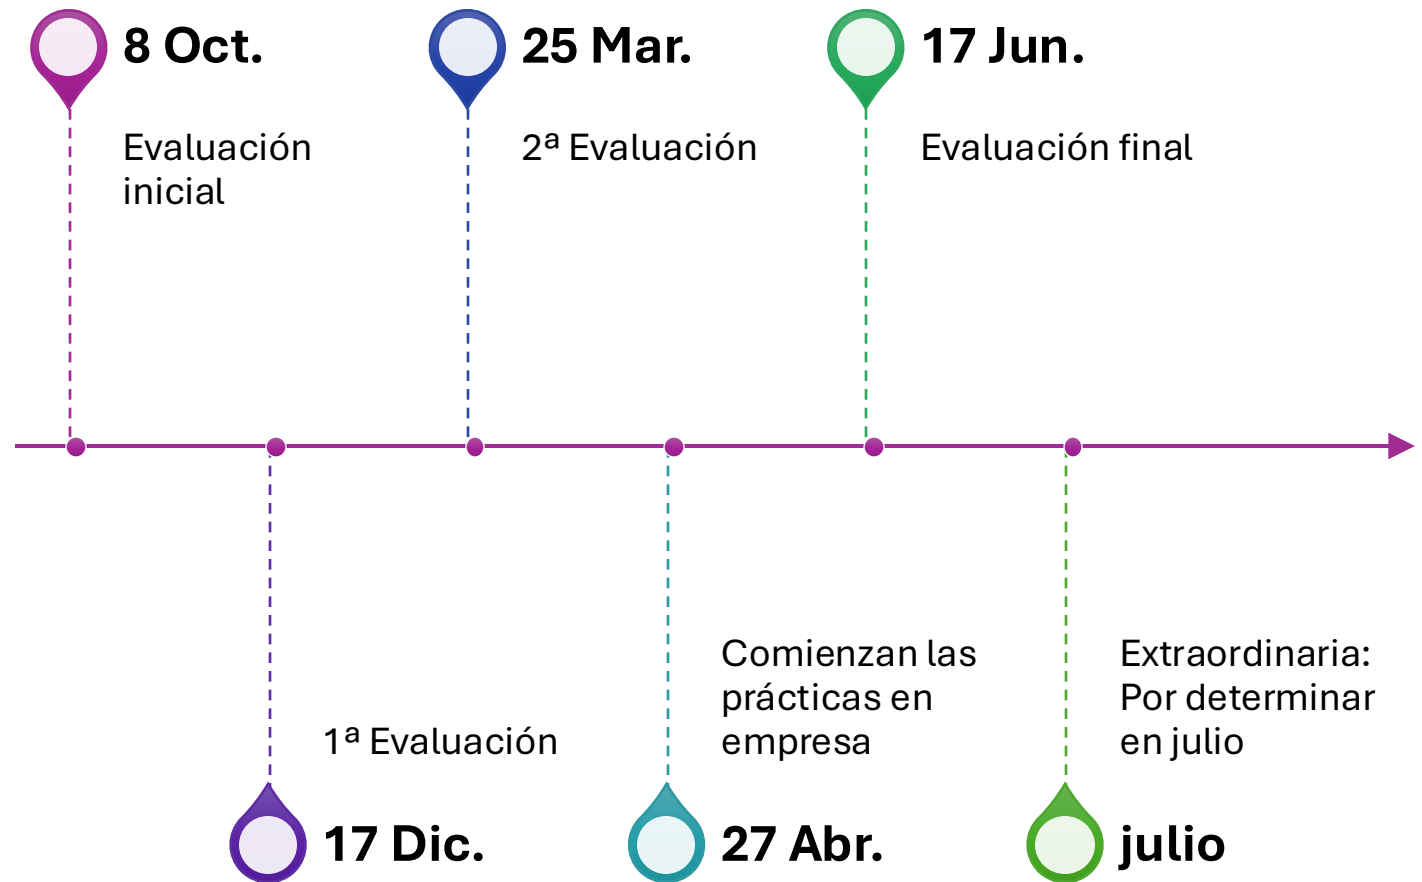 8 Oct.
Evaluación
inicial
25 Mar.
2ª Evaluación
17 Jun.
Evaluación final
1ª Evaluación
17 Dic.
Comienzan las
prácticas en
empresa
27 Abr.
Extraordinaria:
Por determinar
en julio
julio